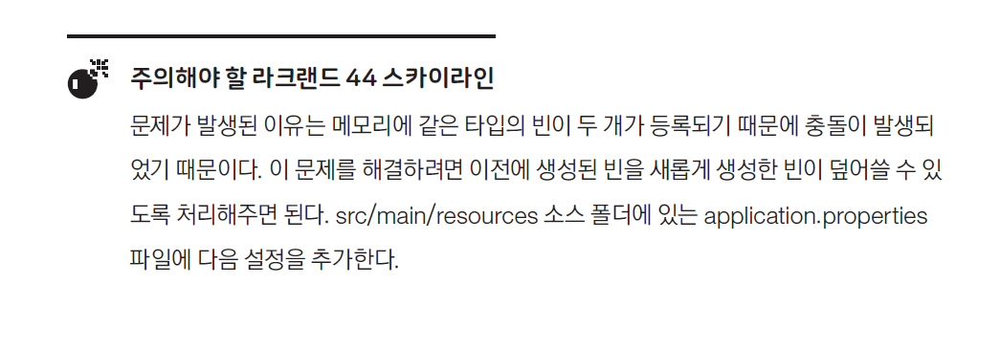 주의해야 할 라크랜드 44 스카이라인
문제가 발생된 이유는 메모리에 같은 타입의 빈이 두 개가 등록되기 때문에 충돌이 발생되
었기 때문이다. 이 문제를 해결하려면 이전에 생성된 빈을 새롭게 생성한 빈이 덮어쓸 수 있
도록 처리해주면 된다. src/main/resources 소스 폴더에 있는 application.properties
파일에 다음 설정을 추가한다.